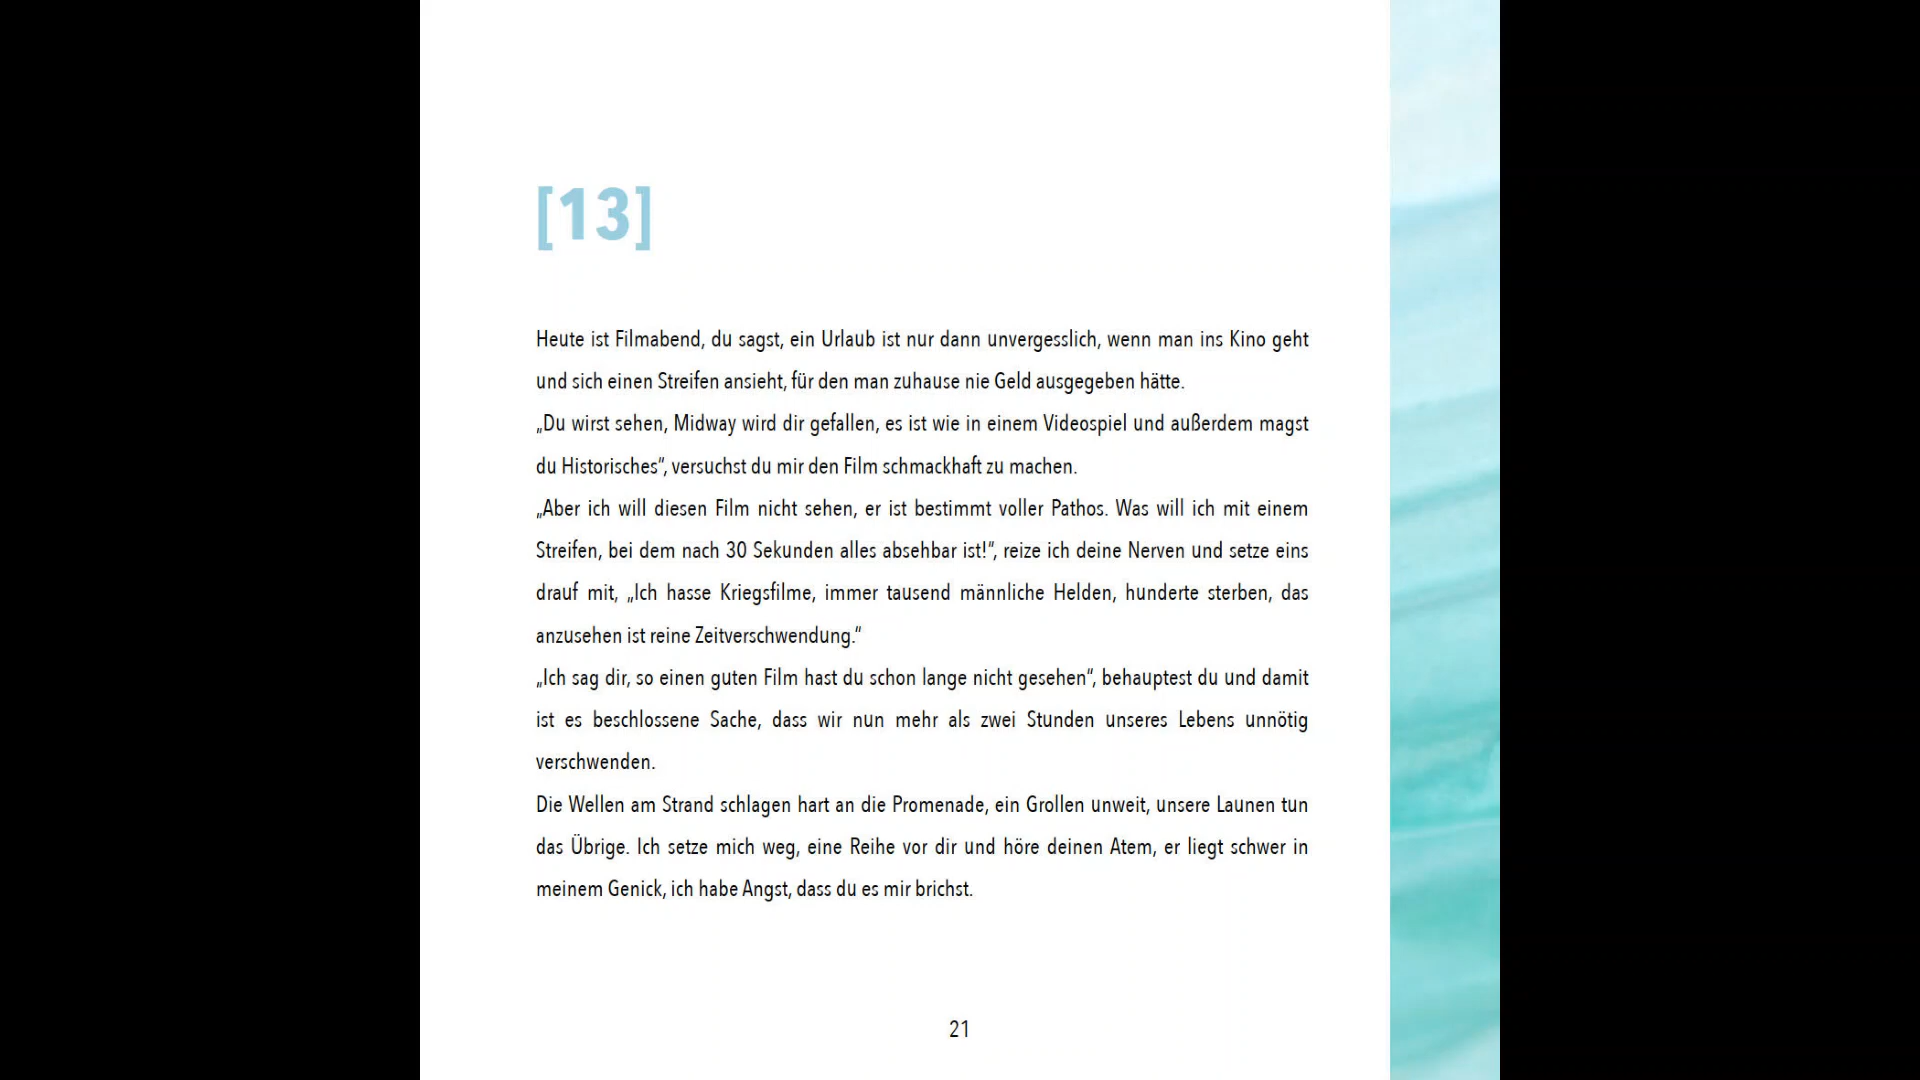 [13]
Heute ist Filmabend, du sagst, ein Urlaub ist nur dann unvergesslich, wenn man ins Kino geht
und sich einen Streifen ansieht, für den man zuhause nie Geld ausgegeben hätte.
„Du wirst sehen, Midway wird dir gefallen, es ist wie in einem Videospiel und außerdem magst
du Historisches“, versuchst du mir den Film schmackhaft zu machen.
„Aber ich will diesen Film nicht sehen, er ist bestimmt voller Pathos. Was will ich mit einem
Streifen, bei dem nach 30 Sekunden alles absehbar ist!“, reize ich deine Nerven und setze eins
drauf mit, „Ich hasse Kriegsfilme, immer tausend männliche Helden, hunderte sterben, das
anzusehen ist reine Zeitverschwendung.“
„Ich sag dir, so einen guten Film hast du schon lange nicht gesehen“, behauptest du und damit
ist es beschlossene Sache, dass wir nun mehr als zwei Stunden unseres Lebens unnötig
verschwenden.
Die Wellen am Strand schlagen hart an die Promenade, ein Grollen unweit, unsere Launen tun
das Übrige. Ich setze mich weg, eine Reihe vor dir und höre deinen Atem, er liegt schwer in
meinem Genick, ich habe Angst, dass du es mir brichst.
21